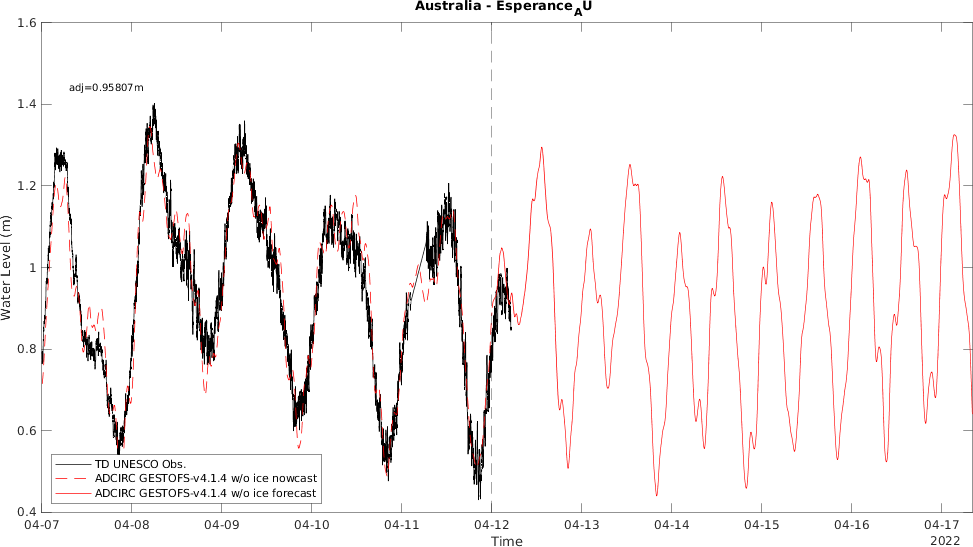 Australia - Esperance_AU
1.6
1.4
1.2
1
0.8
0.6
0.4
Water Level (m)
adj=0.95807m
TD UNESCO Obs.
ADCIRC GESTOFS-v4.1.4 w/o ice nowcast
ADCIRC GESTOFS-v4.1.4 w/o ice forecast
04-07 04-08 04-09 04-10 04-11 04-12 04-13 04-14 04-15 04-16 04-17
Time
2022